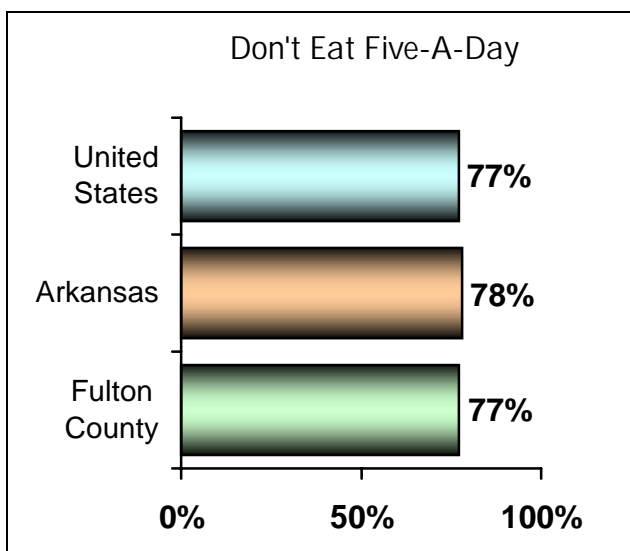 Don't Eat Five-A-Day
United
States
77%
Arkansas
78%
Fulton
County
77%
0%
50%
100%